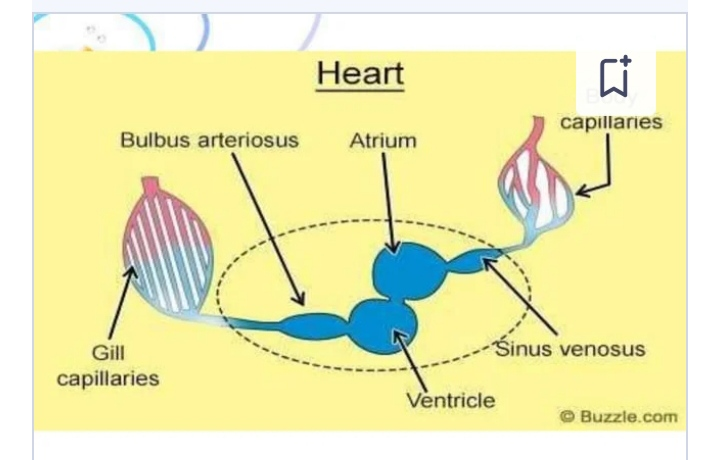 Heart
Bulbus arteriosus
Atrium
capillaries
Gill
capillaries
Sinus venosus
Ventricle
© Buzzle.com